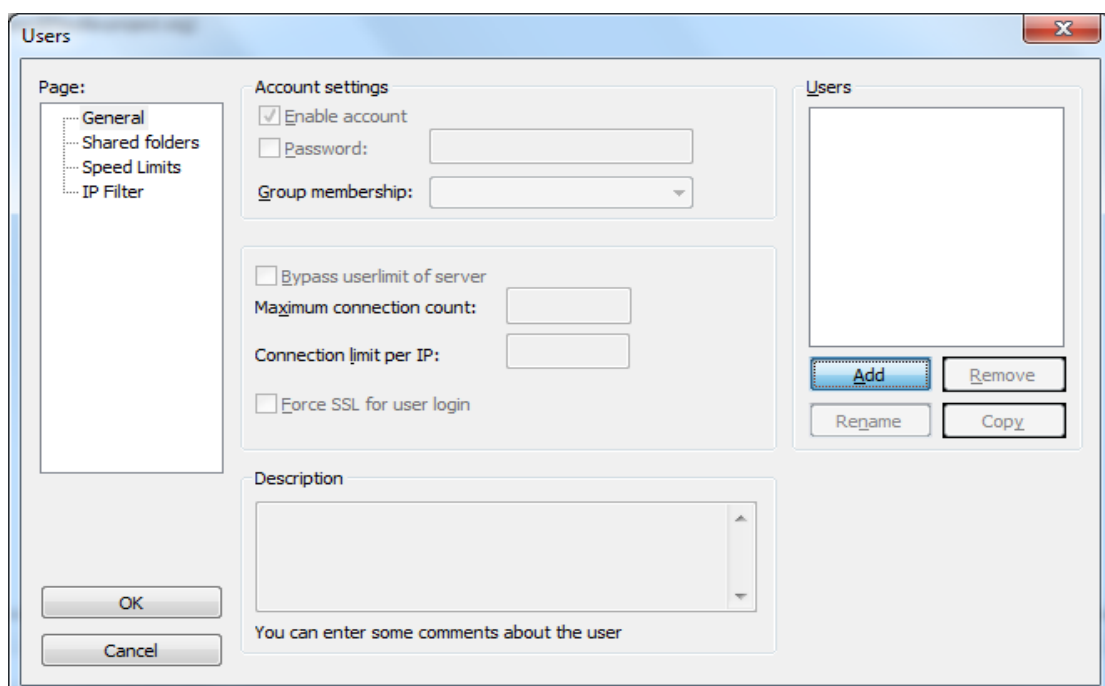 Users
Page:
General
Shared folders
Speed Limits
IP Filter
OK
Cancel
Account settings
Enable account
Password:
Group membership:
Bypass userlimit of server
Maximum connection count:
Connection limit per IP:
Force SSL for user login
Description
You can enter some comments about the user
Users
Add
Remove
Rename
Copy